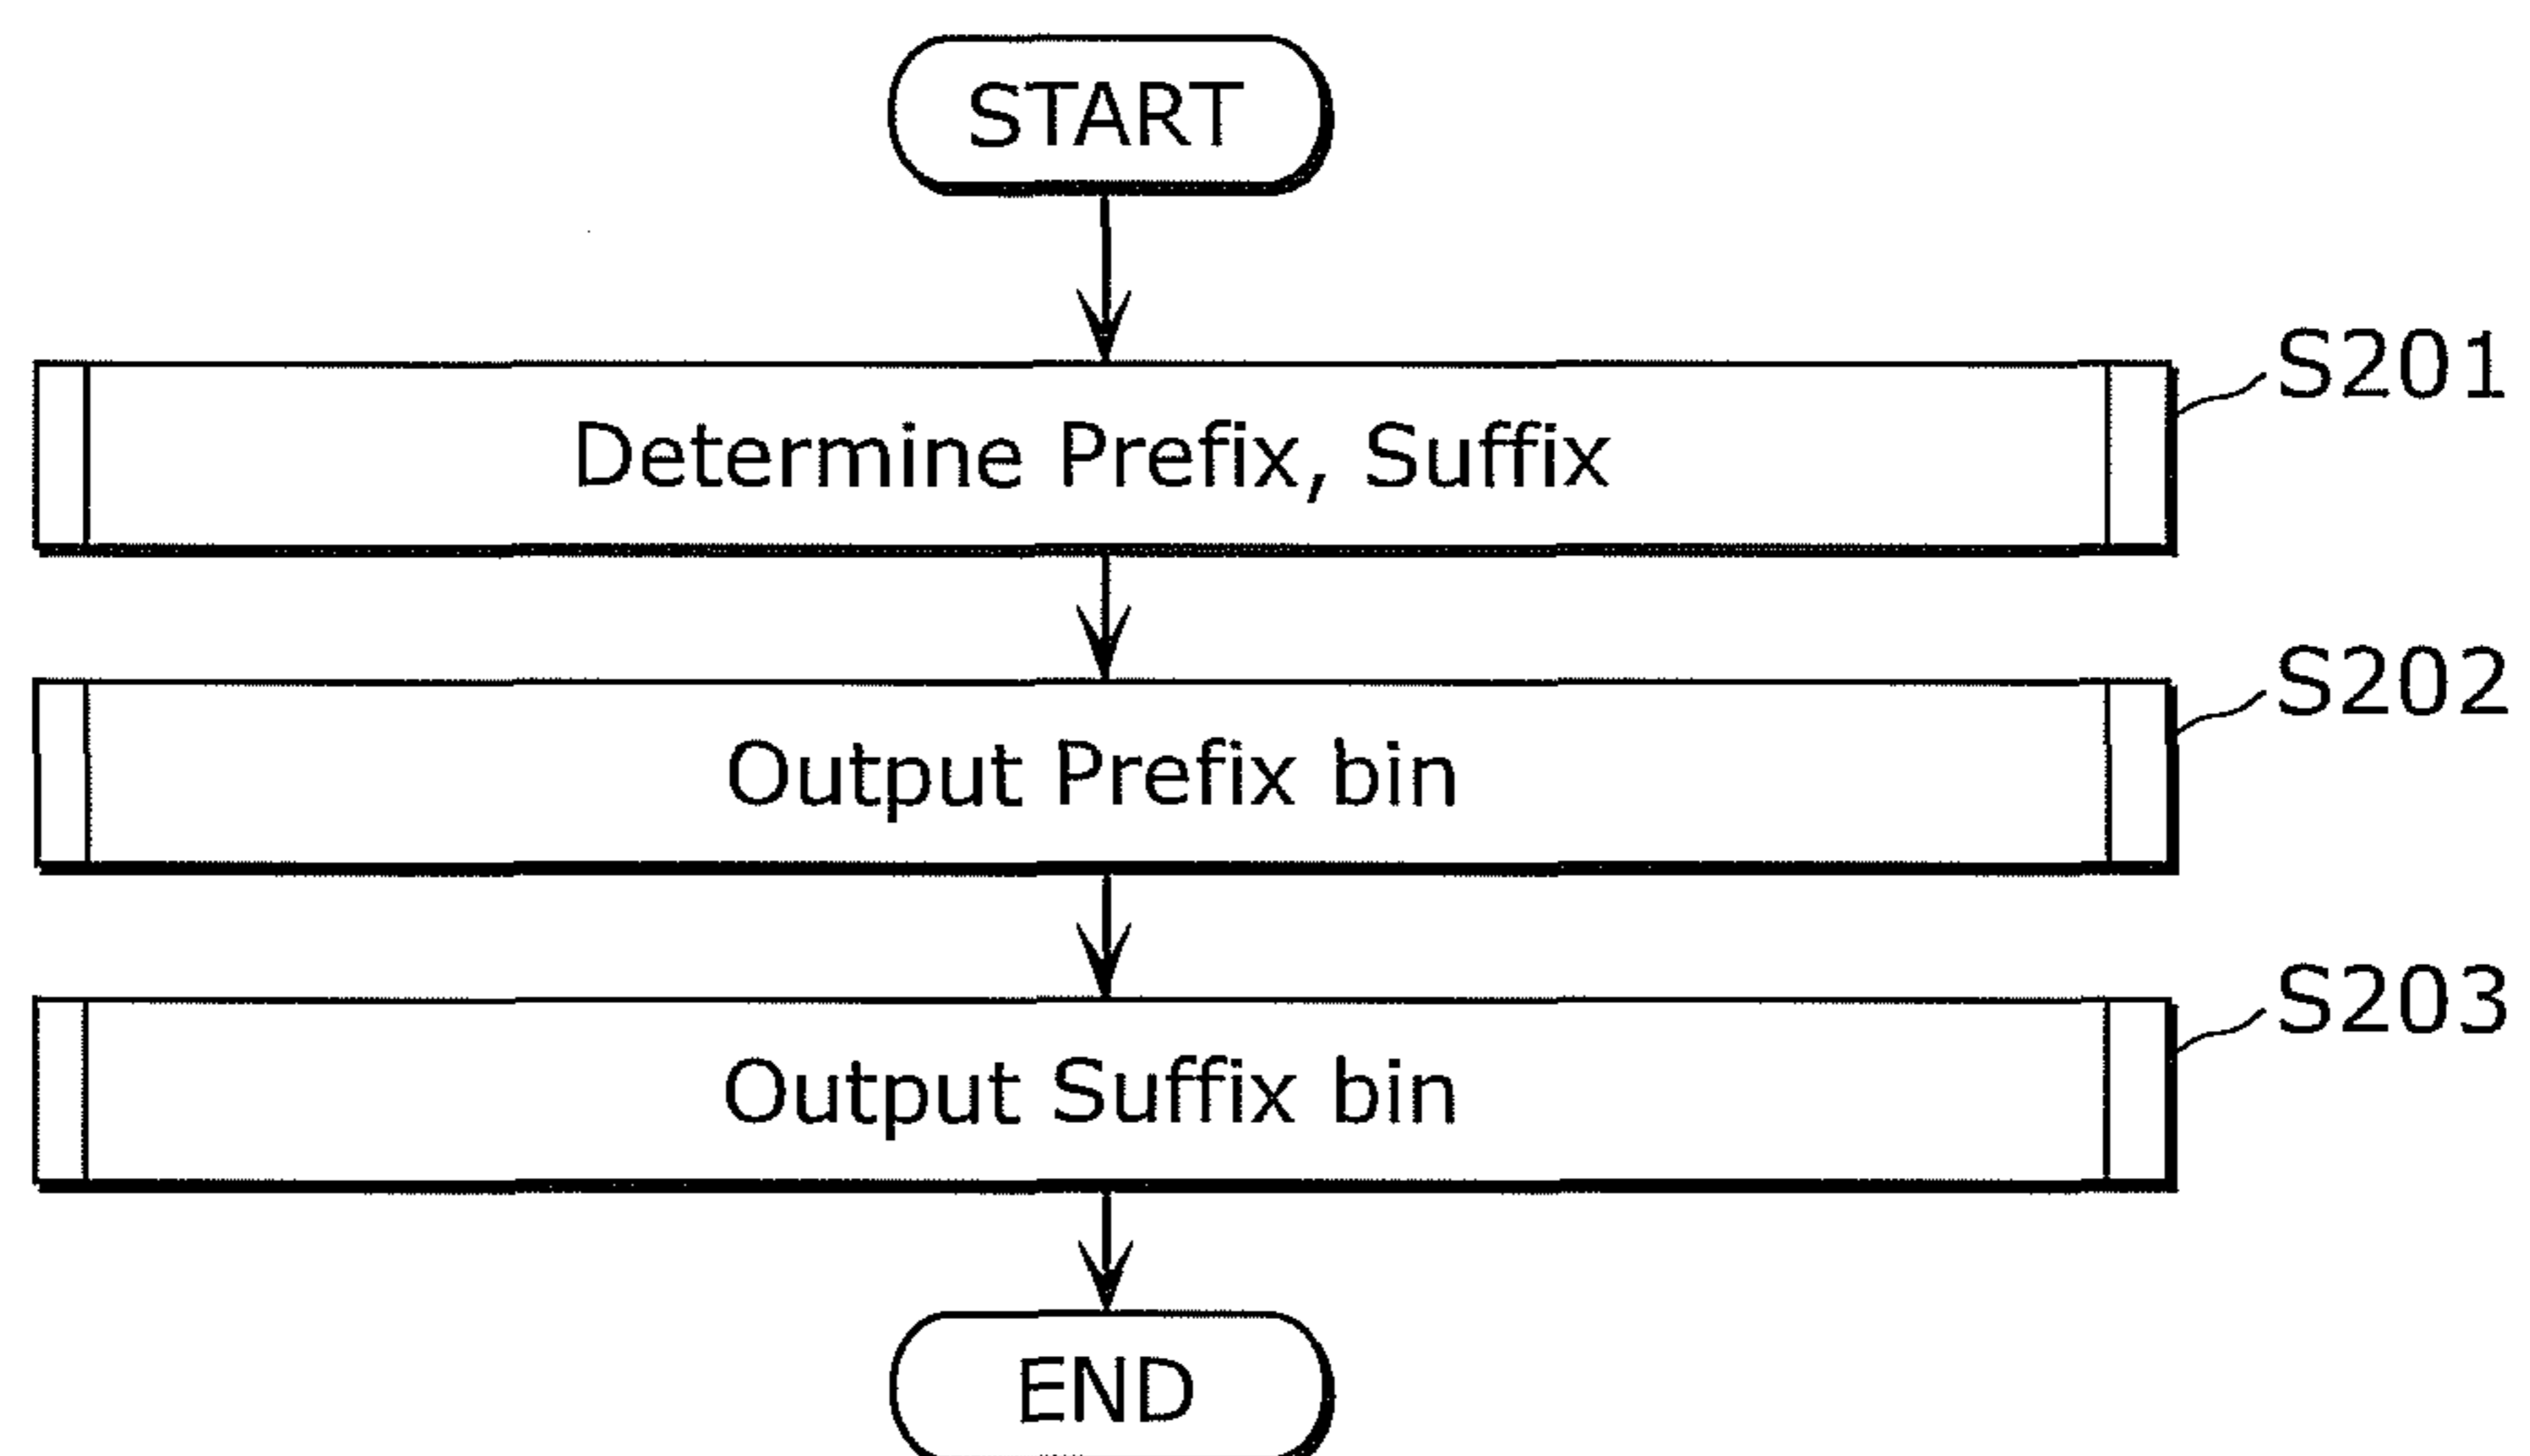 START
S201
Determine Prefix, Suffix
S202
Output Prefix bin
S203
Output Suffix bin
END